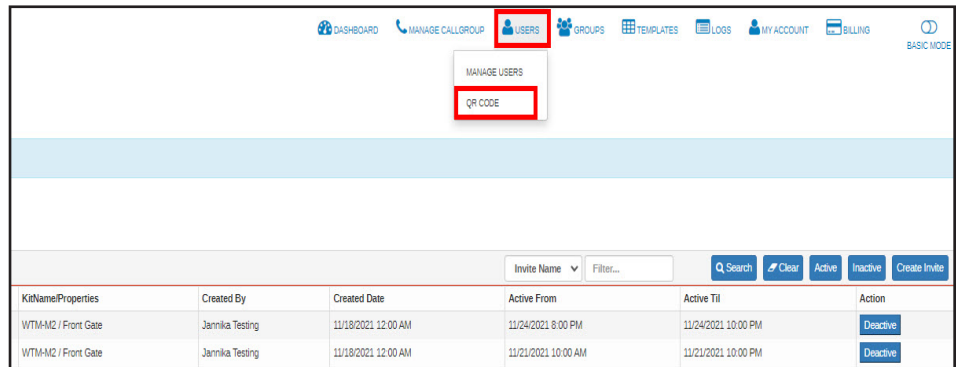 DASHBOARD MANAGE CALLGROUP USERS GROUPS TEMPLATES LOGS MY ACCOUNT BILLING
BASIC MODE
MANAGE USERS
QR CODE
Invite Name Filter... Search Clear Active Inactive Create Invite
KitName/Properties Created By Created Date Active From Active Til Action
WTM-M2 / Front Gate Jannika Testing 11/18/2021 12:00 AM 11/24/2021 8:00 PM 11/24/2021 10:00 PM Deactive
WTM-M2 / Front Gate Jannika Testing 11/18/2021 12:00 AM 11/21/2021 10:00 AM 11/21/2021 10:00 PM Deactive